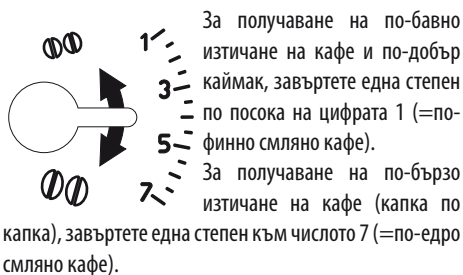 1
3
5
7
За получаване на по-бавно
изтичане на кафе и по-добър
каймак, завъртете една степен
по посока на цифрата 1 (=по-
финно смляно кафе).
За получаване на по-бързо
изтичане на кафе (капка по
капка), завъртете една степен към числото 7 (=по-едро
смляно кафе).